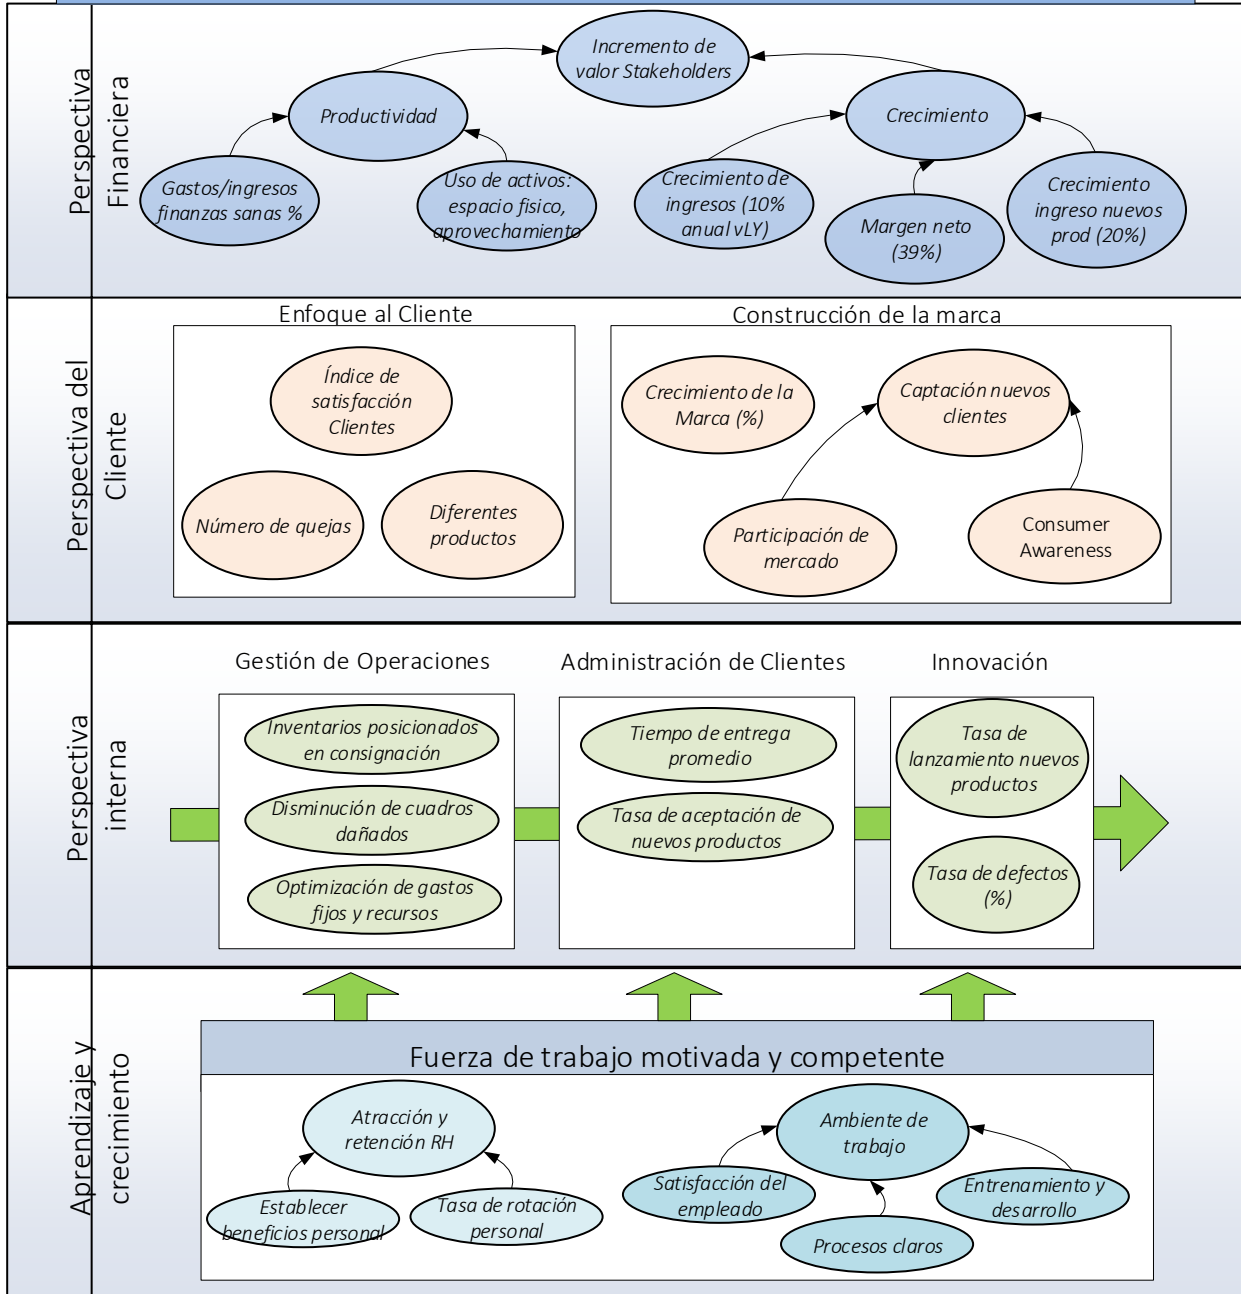 Perspectiva
Financiera
Incremento de
valor Stakeholders
Productividad
Crecimiento
Gastos/ingresos
finanzas sanas %
Uso de activos:
espacio físico,
aprovechamiento
Crecimiento de
ingresos (10%
anual vLY)
Margen neto
(39%)
Crecimiento
ingreso nuevos
prod (20%)
Perspectiva del
Cliente
Enfoque al Cliente
Índice de
satisfacción
Clientes
Número de quejas
Diferentes
productos
Construcción de la marca
Crecimiento de la
Marca (%)
Captación nuevos
clientes
Participación de
mercado
Consumer
Awareness
Perspectiva
interna
Gestión de Operaciones
Inventarios posicionados
en consignación
Disminución de cuadros
dañados
Optimización de gastos
fijos y recursos
Administración de Clientes
Tiempo de entrega
promedio
Tasa de aceptación de
nuevos productos
Innovación
Tasa de
lanzamiento nuevos
productos
Tasa de defectos
(%)
Aprendizaje y
crecimiento
Fuerza de trabajo motivada y competente
Atracción y
retención RH
Establecer
beneficios personal
Tasa de rotación
personal
Ambiente de
trabajo
Satisfacción del
empleado
Procesos claros
Entrenamiento y
desarrollo